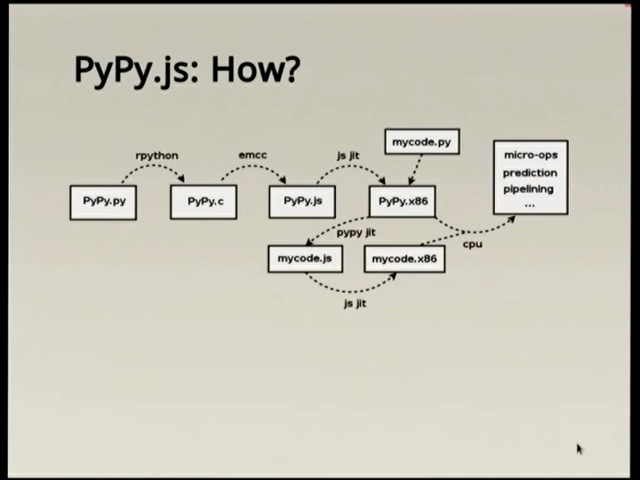 PyPy.js: How?
mycode.py
rpython
emcc
js jit
micro-ops
prediction
pipelining
...
PyPy.py
PyPy.c
PyPy.js
PyPy.x86
pypy jit
cpu
mycode.js
mycode.x86
js jit